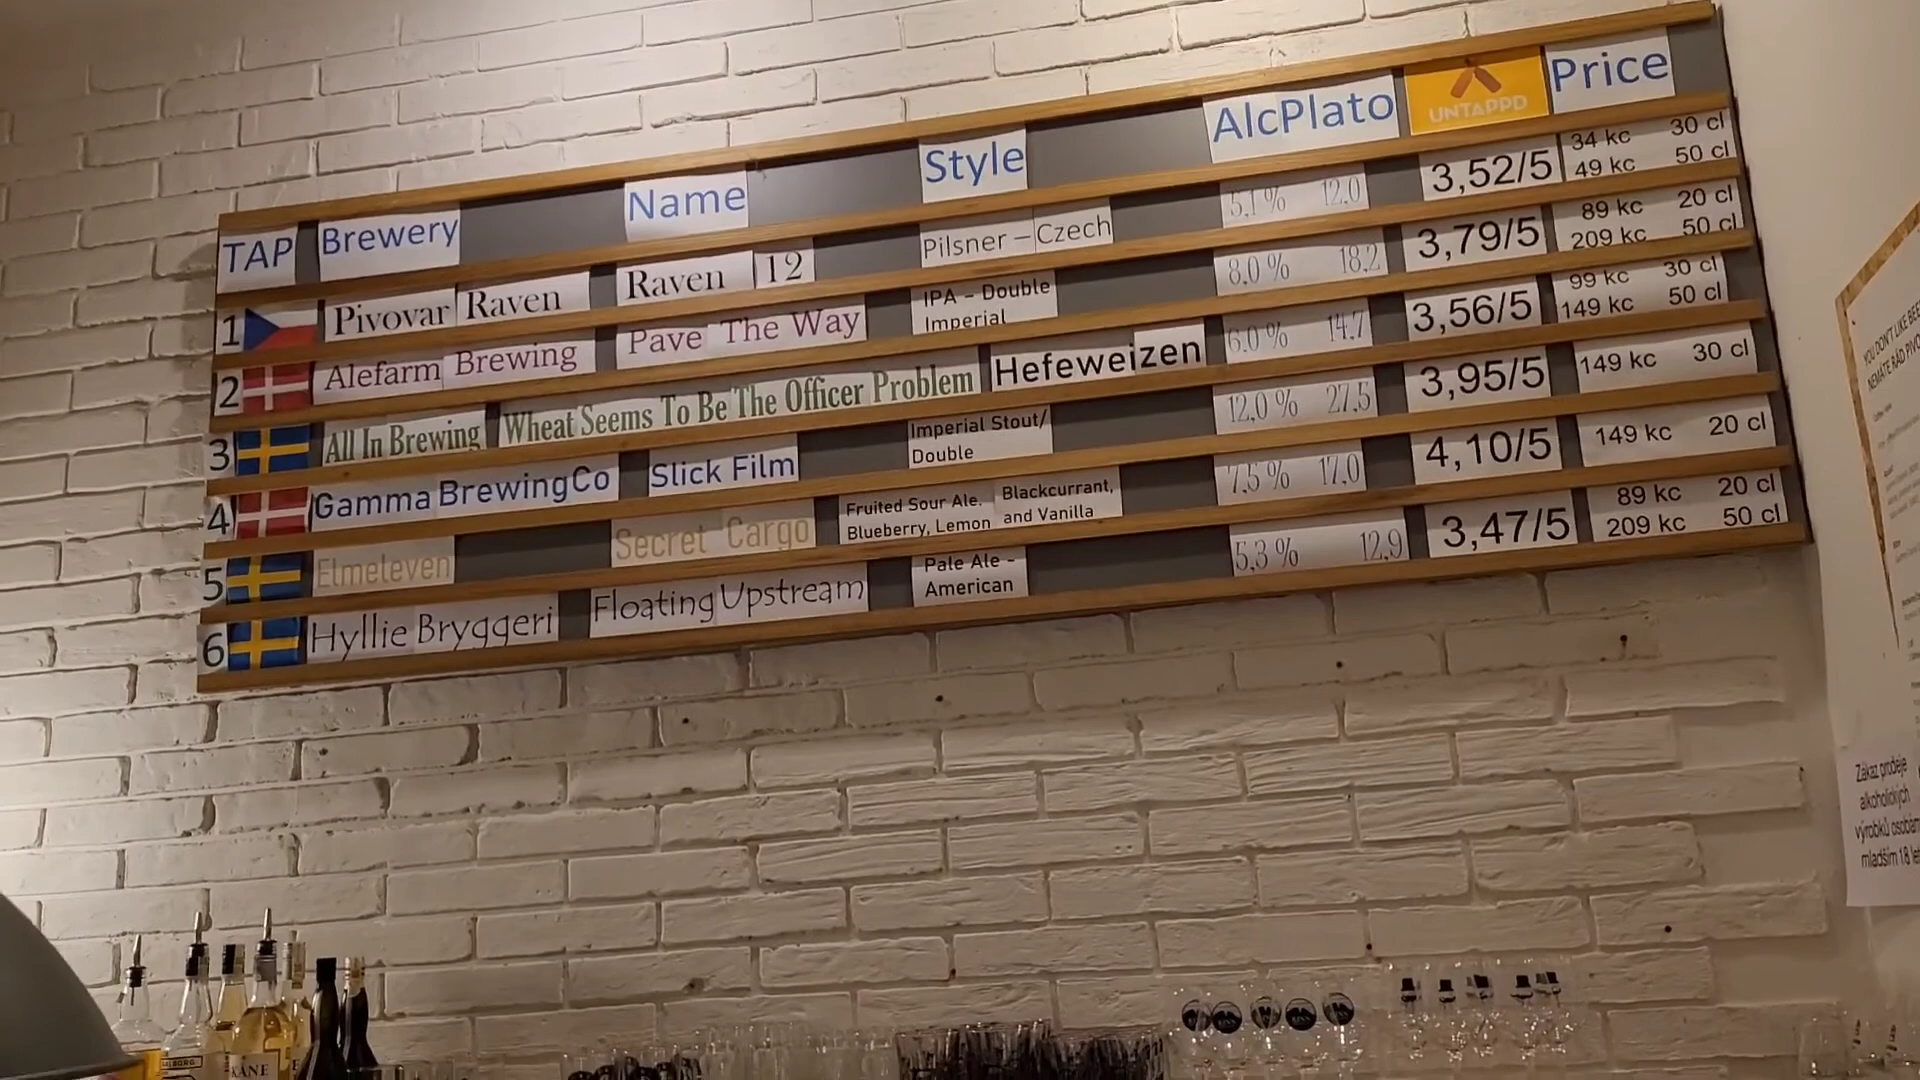 TAP Brewery Name Style AlcPlato UNTAPPD Price
1 Pivovar Raven Raven 12 Pilsner – Czech 5,1 % 12,0 3,52/5 34 kc 30 cl
49 kc 50 cl
2 Alefarm Brewing Pave The Way IPA - Double
Imperial 8,0 % 18,2 3,79/5 89 kc 20 cl
209 kc 50 cl
3 All In Brewing Wheat Seems To Be The Officer Problem Hefeweizen 6,0 % 14,7 3,56/5 99 kc 30 cl
149 kc 50 cl
4 Gamma BrewingCo Slick Film Imperial Stout/
Double 12,0 % 27,5 3,95/5 149 kc 30 cl
5 Elmeleven Secret Cargo Fruited Sour Ale. Blackcurrant,
Blueberry, Lemon and Vanilla 7,5 % 17,0 4,10/5 149 kc 20 cl
6 Hyllie Bryggeri Floating Upstream Pale Ale -
American 5,3 % 12,9 3,47/5 89 kc 20 cl
209 kc 50 cl
YOU DON'T LIKE BEE
NEMÁTE RÁD PIVO
Zákaz prodeje
alkoholických
výrobků osobám
mladším 18 let
KANE